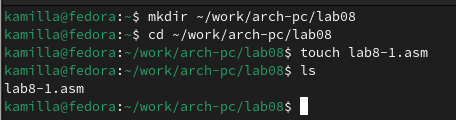 kamilla@fedora:~$ mkdir ~/work/arch-pc/lab08
kamilla@fedora:~$ cd ~/work/arch-pc/lab08
kamilla@fedora:~/work/arch-pc/lab08$ touch lab8-1.asm
kamilla@fedora:~/work/arch-pc/lab08$ ls
lab8-1.asm
kamilla@fedora:~/work/arch-pc/lab08$